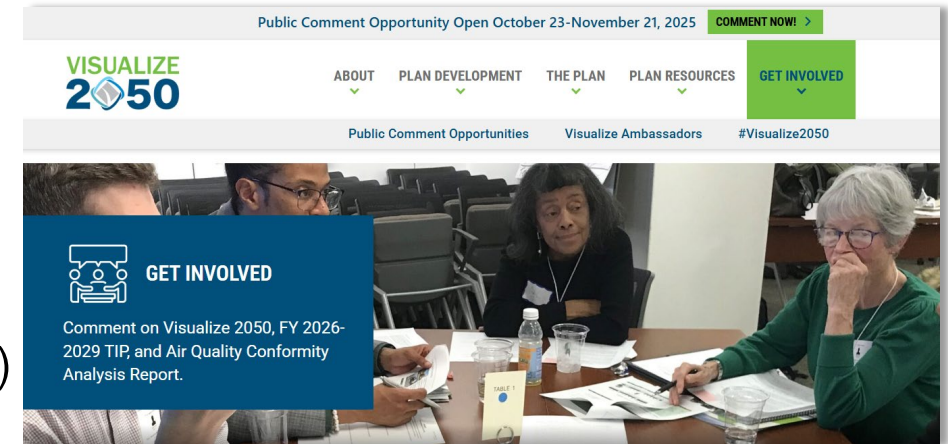 Public Comment Opportunity Open October 23-November 21, 2025 COMMENT NOW! >
VISUALIZE
2050
ABOUT PLAN DEVELOPMENT THE PLAN PLAN RESOURCES GET INVOLVED
Public Comment Opportunities Visualize Ambassadors #Visualize2050
GET INVOLVED
Comment on Visualize 2050, FY 2026-
2029 TIP, and Air Quality Conformity
Analysis Report.
)
TABLE 1